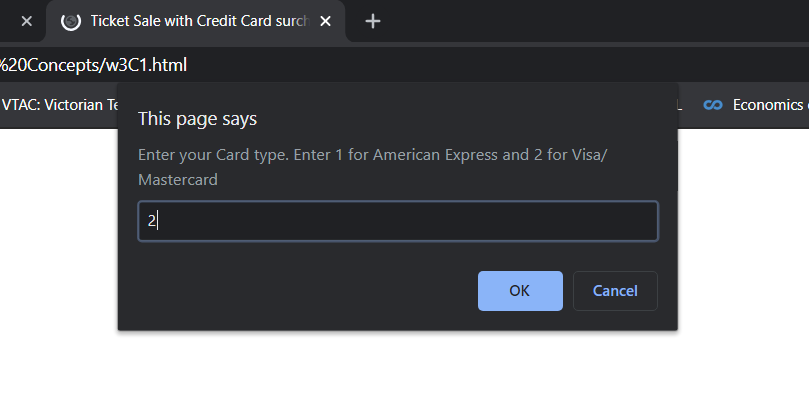 Ticket Sale with Credit Card surch
%20Concepts/w3C1.html
VTAC: Victorian Te
Economics
This page says
Enter your Card type. Enter 1 for American Express and 2 for Visa/
Mastercard
2
OK
Cancel